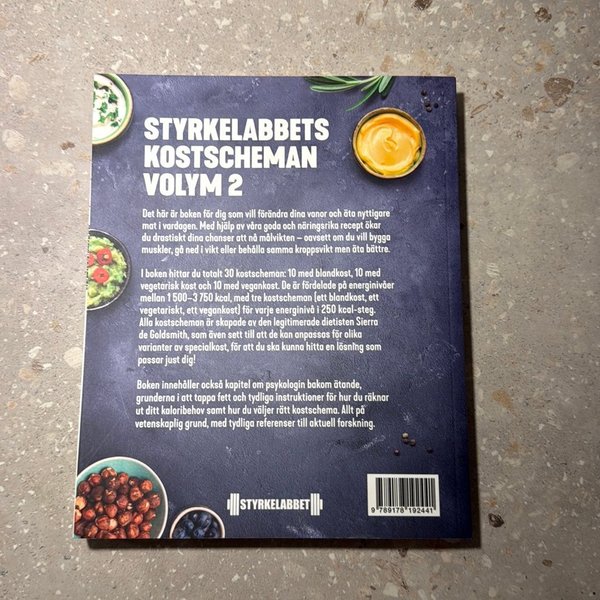 STYRKELABBETS
KOSTSCHEMAN
VOLYM 2
Det här är boken för dig som vill förändra dina vanor och äta nyttigare
mat i vardagen. Med hjälp av våra goda och näringsrika recept ökar
du drastiskt dina chanser att nå målvikten – oavsett om du vill bygga
muskler, gå ned i vikt eller behålla samma kroppsvikt men äta bättre.
I boken hittar du totalt 30 kostscheman: 10 med blandkost, 10 med
vegetarisk kost och 10 med vegankost. De är fördelade på energinivåer
mellan 1 500–3 750 kcal, med tre kostscheman (ett blandkost, ett
vegetariskt, ett vegankost) för varje energinivå i 250 kcal-steg.
Alla kostscheman är skapade av den legitimerade dietisten Sierra
de Goldsmith, som även sett till att de kan anpassas för olika
varianter av specialkost, för att du ska kunna hitta en lösning som
passar just dig!
Boken innehåller också kapitel om psykologin bakom ätande,
grunderna i att tappa fett och tydliga instruktioner för hur du räknar
ut ditt kaloribehov samt hur du väljer rätt kostschema. Allt på
vetenskaplig grund, med tydliga referenser till aktuell forskning.
STYRKELABBET
9 789178 192441